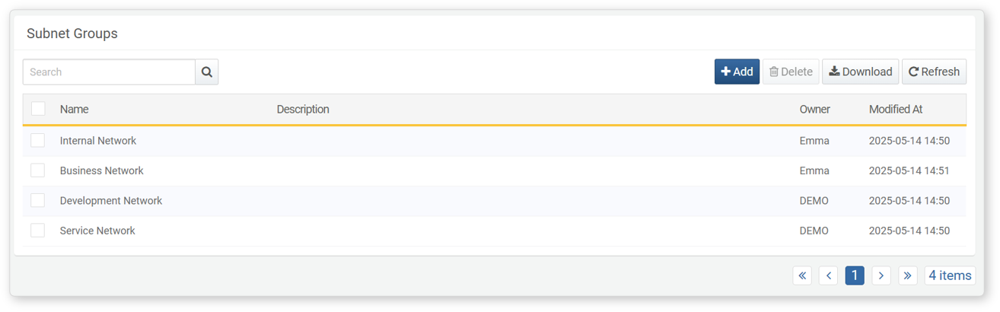 Subnet Groups
Search Add Delete Download Refresh
Name Description Owner Modified At
Internal Network Emma 2025-05-14 14:50
Business Network Emma 2025-05-14 14:51
Development Network DEMO 2025-05-14 14:50
Service Network DEMO 2025-05-14 14:50
1 4 items